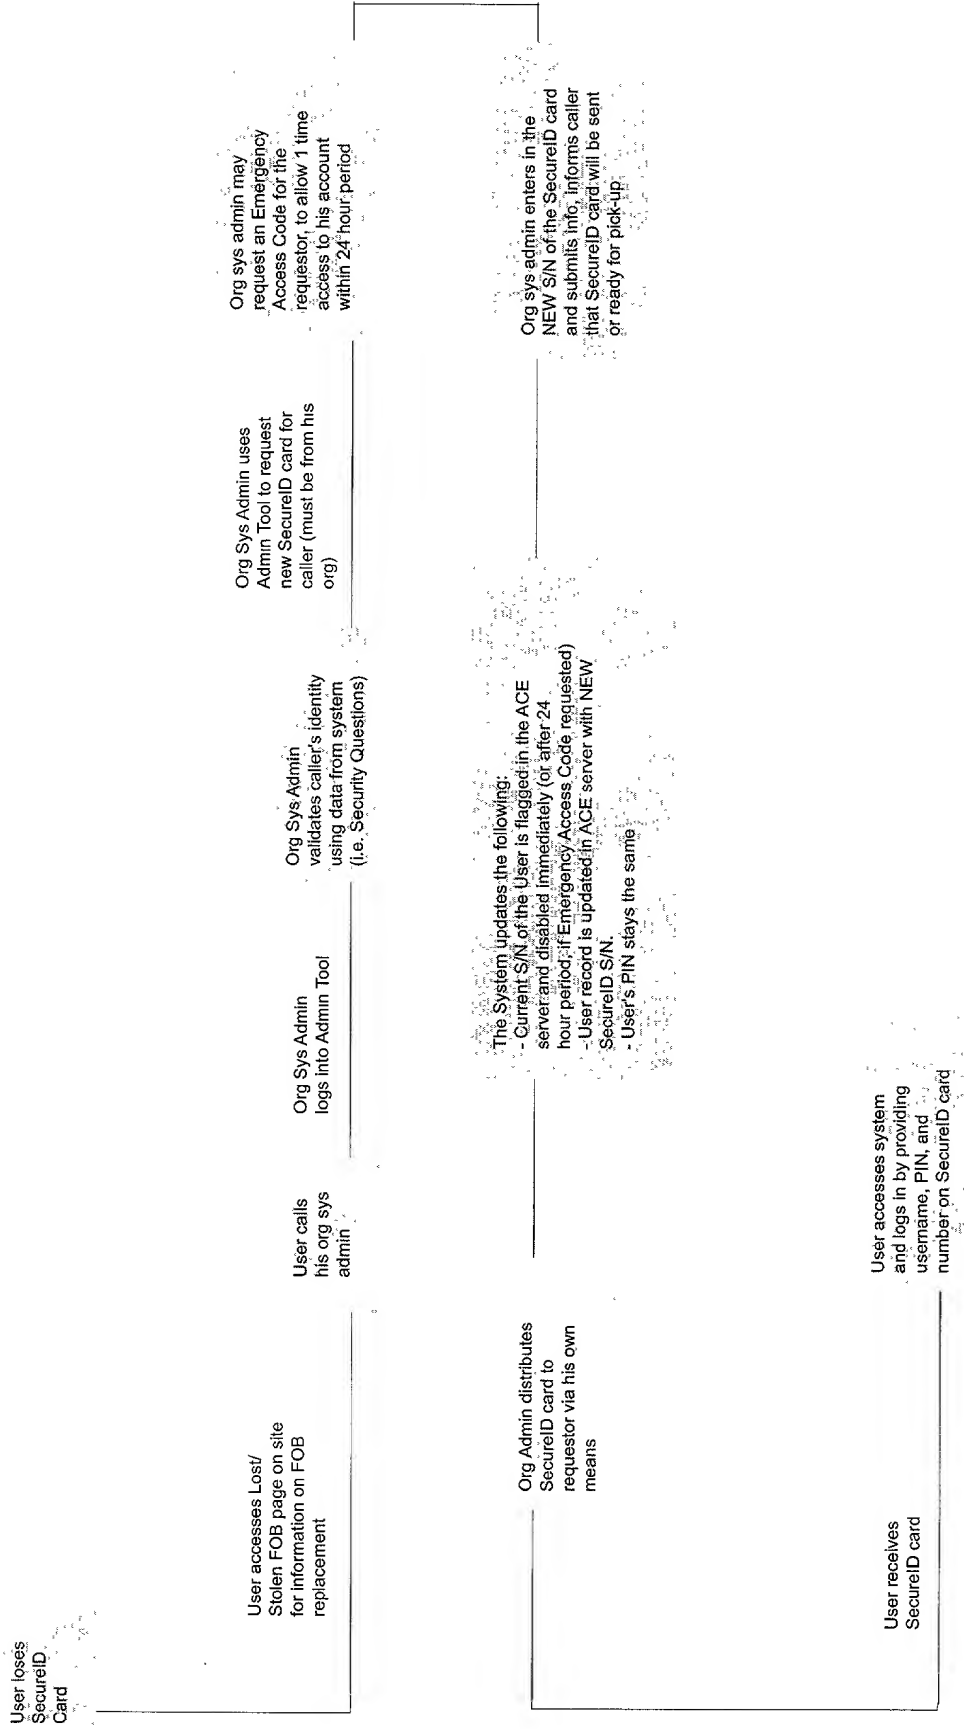 User loses
SecureID
Card
User accesses Lost/
Stolen FOB page on site
for information on FOB
replacement
User calls
his org sys
admin
Org Sys Admin
logs into Admin Tool
Org Sys Admin
validates caller's identity
using data from system
(i.e. Security Questions)
Org Sys Admin uses
Admin Tool to request
new SecureID card for
caller (must be from his
org)
Org sys admin may
request an Emergency
Access Code for the
requestor, to allow 1 time
access to his account
within 24 hour period
Org sys admin enters in the
NEW S/N of the SecureID card
and submits info, informs caller
that SecureID card will be sent
or ready for pick-up
The System updates the following:
- Current S/N of the User is flagged in the ACE
server and disabled immediately (or after 24
hour period, if Emergency Access Code requested)
- User record is updated in ACE server with NEW
SecureID S/N.
- User's PIN stays the same
Org Admin distributes
SecureID card to
requestor via his own
means
User receives
SecureID card
User accesses system
and logs in by providing
username, PIN, and
number on SecureID card